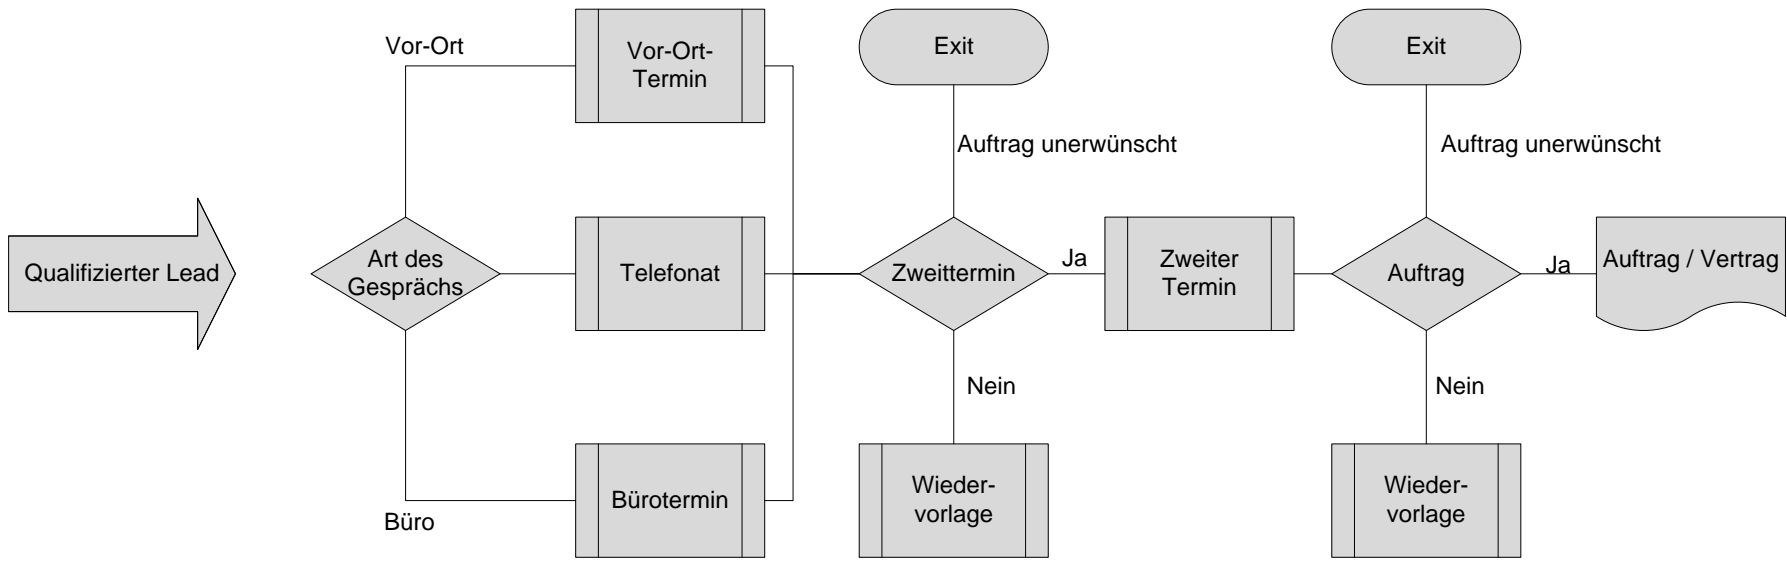 Vor-Ort
Vor-Ort-
Termin
Exit
Exit
Auftrag unerwünscht
Auftrag unerwünscht
Qualifizierter Lead
Art des
Gesprächs
Telefonat
Zweittermin
Ja
Zweiter
Termin
Auftrag
Ja
Auftrag / Vertrag
Nein
Nein
Büro
Bürotermin
Wieder-
vorlage
Wieder-
vorlage